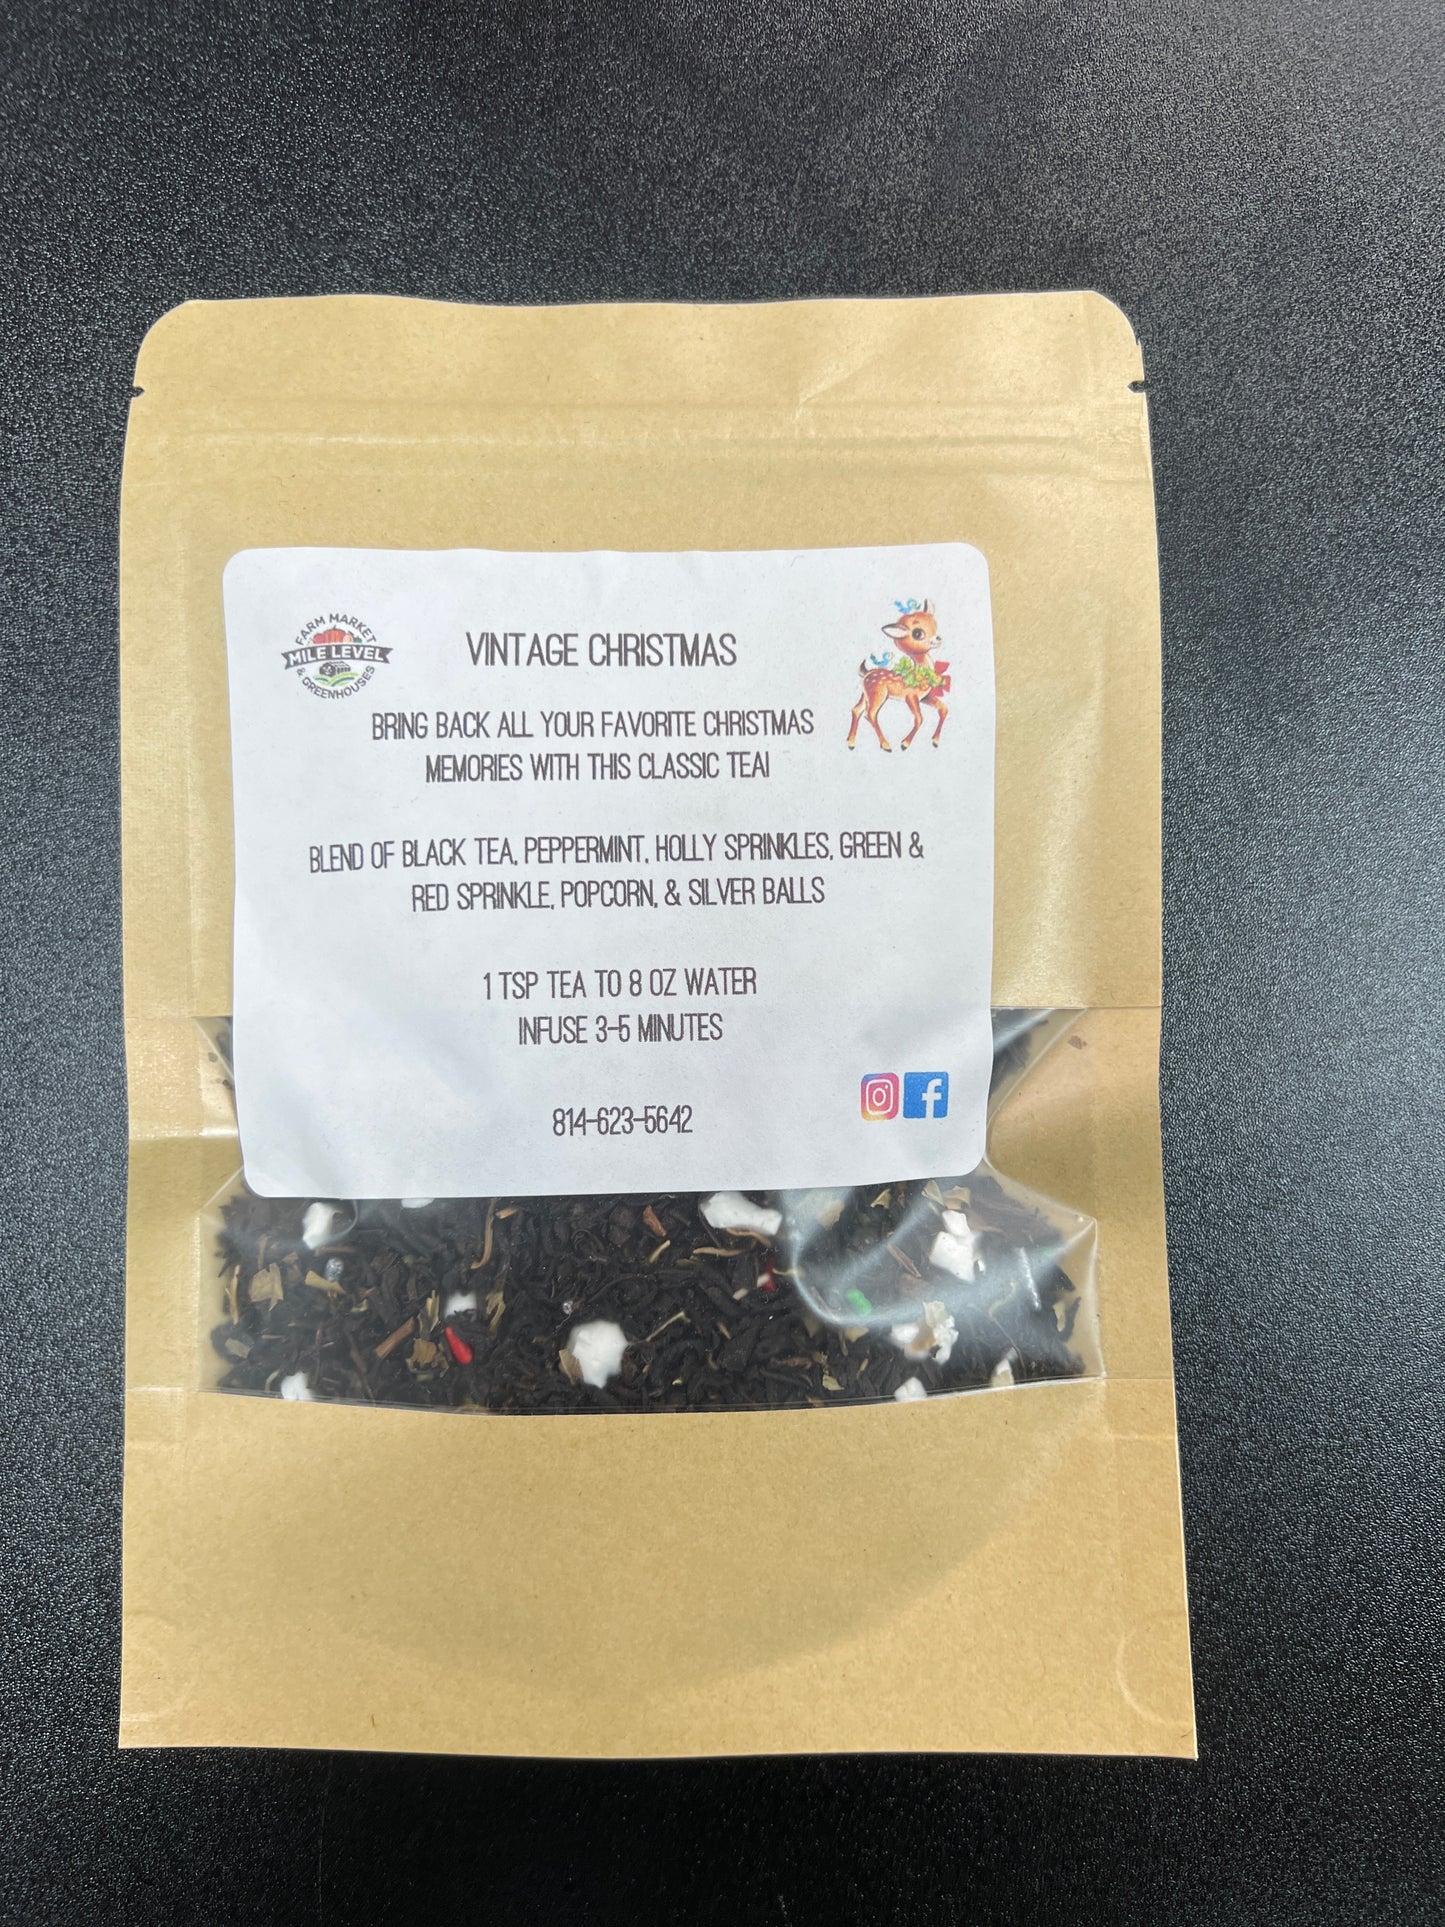 FARM MARKET
MILE LEVEL
& GREENHOUSES
VINTAGE CHRISTMAS
BRING BACK ALL YOUR FAVORITE CHRISTMAS
MEMORIES WITH THIS CLASSIC TEA!
BLEND OF BLACK TEA, PEPPERMINT, HOLLY SPRINKLES, GREEN &
RED SPRINKLE, POPCORN, & SILVER BALLS
1 TSP TEA TO 8 OZ WATER
INFUSE 3-5 MINUTES
814-623-5642
f